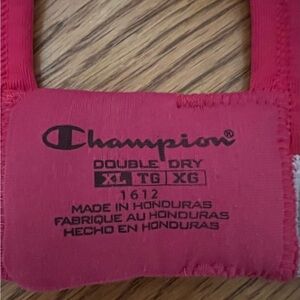 Champion®
DOUBLE DRY
XL TG XG
1612
MADE IN HONDURAS
FABRIQUE AU HONDURAS
HECHO EN HONDURAS